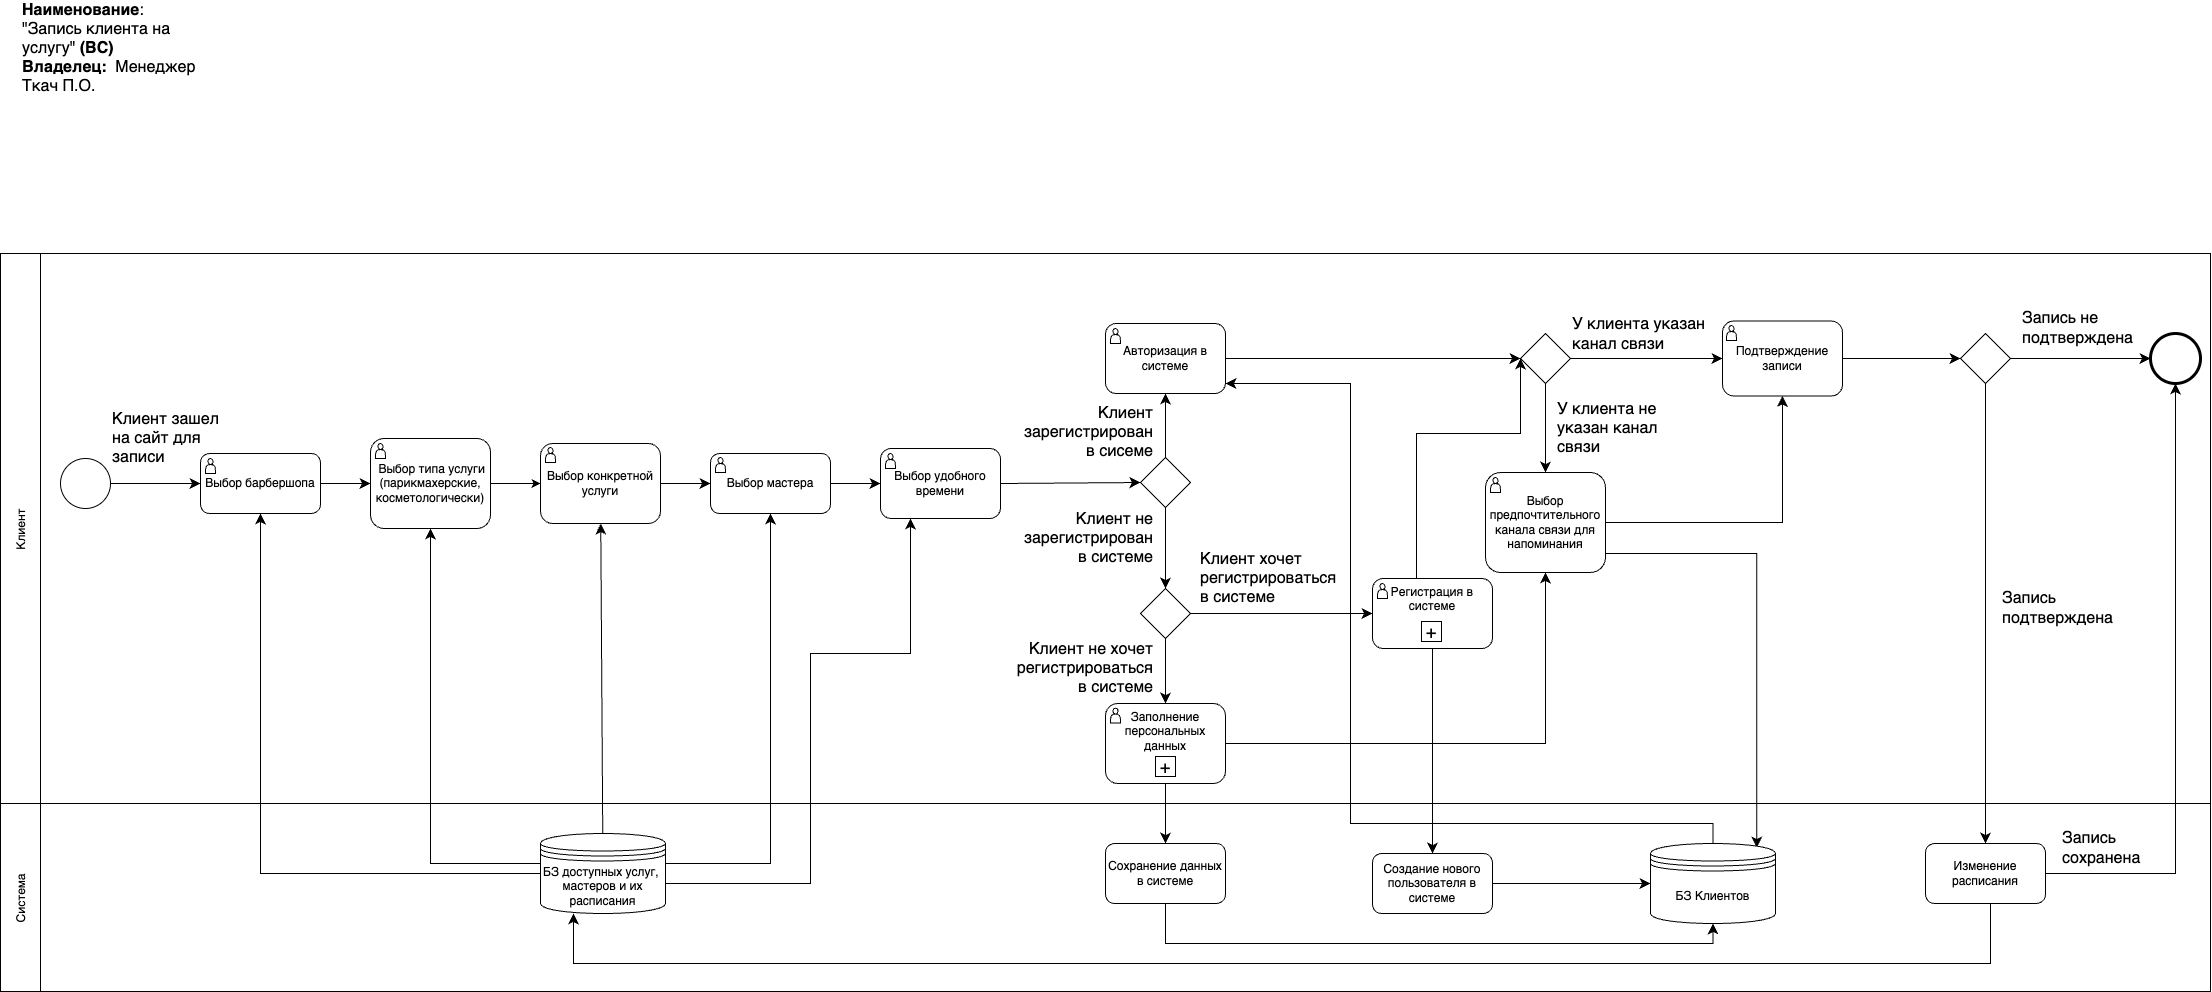 Наименование:
"Запись клиента на
услугу" (ВС)
Владелец: Менеджер
Ткач П.О.
Клиент
Клиент зашел
на сайт для
записи
Выбор барбершопа
Выбор типа услуги
(парикмахерские,
косметологически)
Выбор конкретной
услуги
Выбор мастера
Выбор удобного
времени
Авторизация в
системе
Клиент
зарегистрирован
в сисеме
Клиент не
зарегистрирован
в системе
Клиент хочет
регистрироваться
в системе
Клиент не хочет
регистрироваться
в системе
Заполнение
персональных
данных
Регистрация в
системе
У клиента указан
канал связи
У клиента не
указан канал
связи
Выбор
предпочтительного
канала связи для
напоминания
Подтверждение
записи
Запись не
подтверждена
Запись
подтверждена
Система
БЗ доступных услуг,
мастеров и их
расписания
Сохранение данных
в системе
Создание нового
пользователя в
системе
БЗ Клиентов
Изменение
расписания
Запись
сохранена